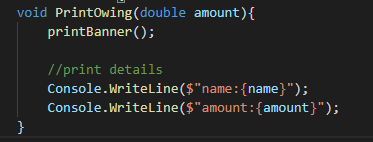 void PrintOwing(double amount){
    printBanner();

    //print details
    Console.WriteLine($"name:{name}");
    Console.WriteLine($"amount:{amount}");
}